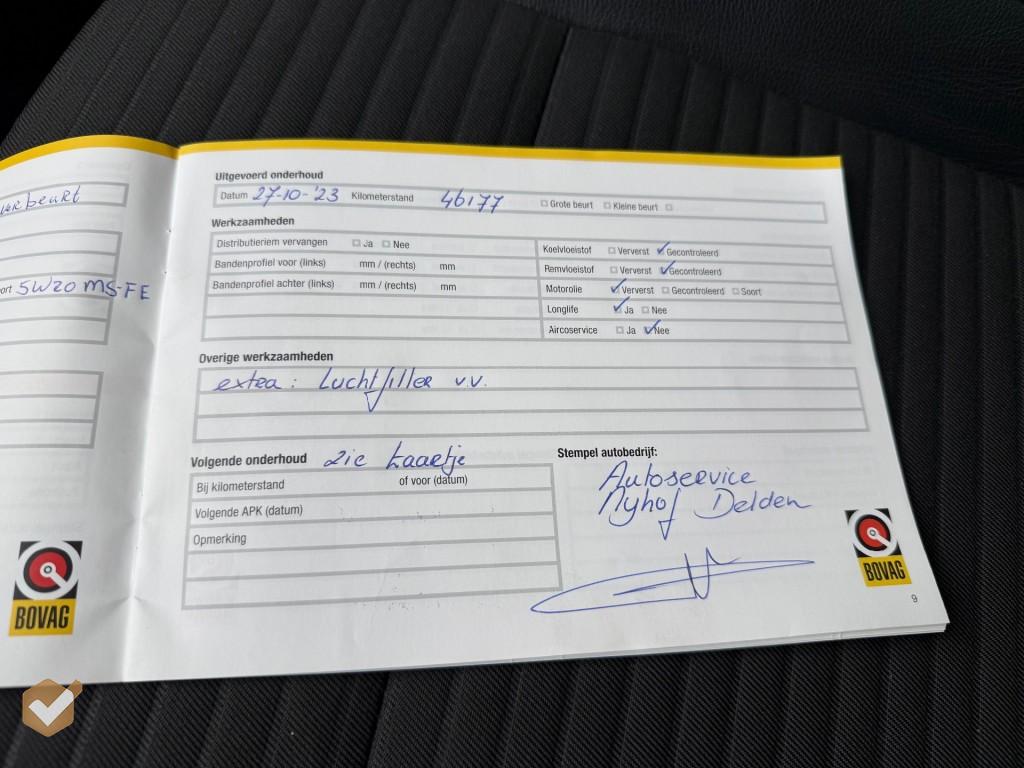 beurt
5W20 MS-FE
BOVAG
Uitgevoerd onderhoud
Datum 27-10-'23 Kilometerstand 46177 Grote beurt Kleine beurt
Werkzaamheden
Distributieriem vervangen Ja Nee
Bandenprofiel voor (links) mm / (rechts) mm
Bandenprofiel achter (links) mm / (rechts) mm
Koelvloeistof Ververst Gecontroleerd
Remvloeistof Ververst Gecontroleerd
Motorolie Ververst Gecontroleerd Soort
Longlife Ja Nee
Aircoservice Ja Nee
Overige werkzaamheden
extra: Luchtfilter v.v.
Volgende onderhoud zie kaartje
Bij kilometerstand of voor (datum)
Volgende APK (datum)
Opmerking
Stempel autobedrijf:
Autoservice
Nyhof Delden
BOVAG
9